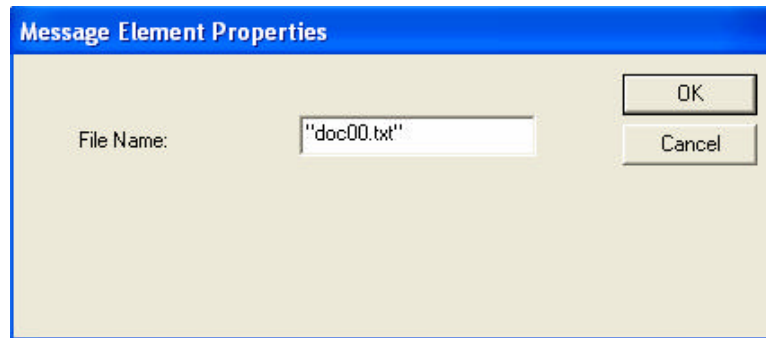 Message Element Properties
OK
File Name:
"doc00.txt"
Cancel